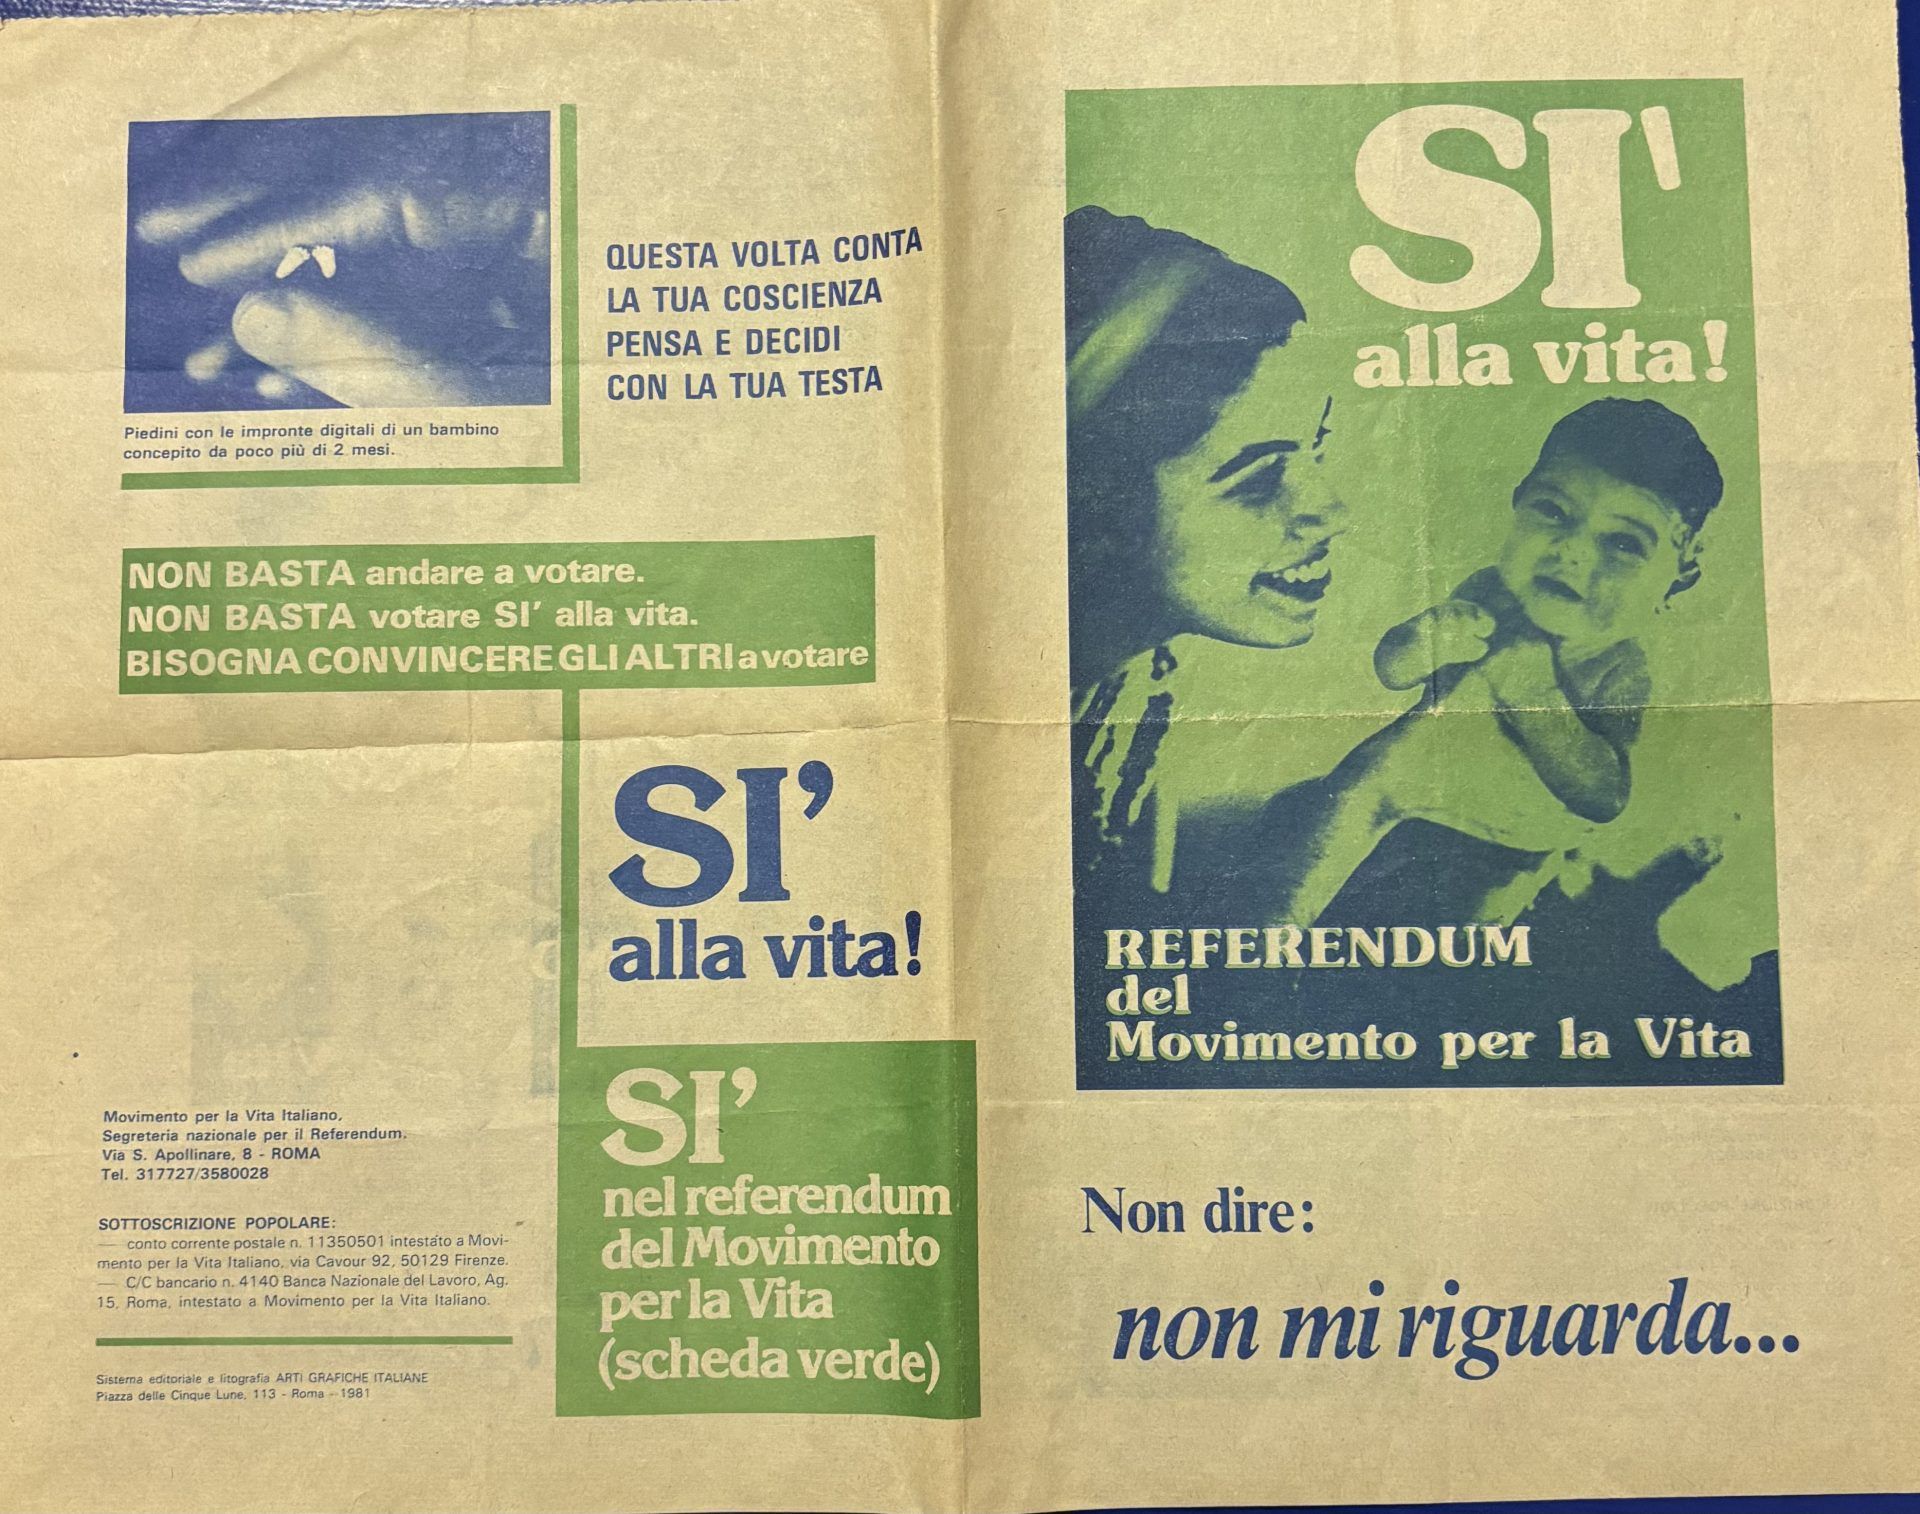 Piedini con le impronte digitali di un bambino
concepito da poco più di 2 mesi.
QUESTA VOLTA CONTA
LA TUA COSCIENZA
PENSA E DECIDI
CON LA TUA TESTA
NON BASTA andare a votare.
NON BASTA votare SI' alla vita.
BISOGNA CONVINCERE GLI ALTRI a votare
SI'
alla vita!
SI'
nel referendum
del Movimento
per la Vita
(scheda verde)
Movimento per la Vita Italiano,
Segreteria nazionale per il Referendum.
Via S. Apollinare, 8 - ROMA
Tel. 317727/3580028
SOTTOSCRIZIONE POPOLARE:
— conto corrente postale n. 11350501 intestato a Movi-
mento per la Vita Italiano, via Cavour 92, 50129 Firenze.
— C/C bancario n. 4140 Banca Nazionale del Lavoro, Ag.
15, Roma, intestato a Movimento per la Vita Italiano.
Sistema editoriale e litografia ARTI GRAFICHE ITALIANE
Piazza delle Cinque Lune, 113 - Roma - 1981
SI'
alla vita!
REFERENDUM
del
Movimento per la Vita
Non dire:
non mi riguarda...